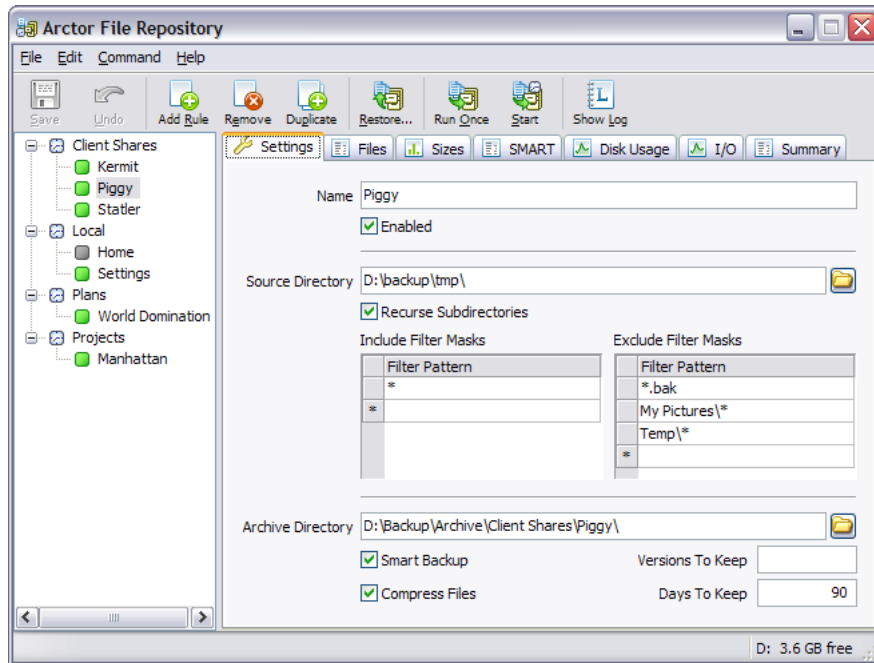 Arctor File Repository
File Edit Command Help
Save Undo Add Rule Remove Duplicate Restore... Run Once Start Show Log
Client Shares
Kermit
Piggy
Statler
Local
Home
Settings
Plans
World Domination
Projects
Manhattan
Settings Files Sizes SMART Disk Usage I/O Summary
Name Piggy
Enabled
Source Directory D:\backup\tmp\
Recurse Subdirectories
Include Filter Masks Exclude Filter Masks
Filter Pattern Filter Pattern
* *.bak
* My Pictures\*
Temp\*
*
Archive Directory D:\Backup\Archive\Client Shares\Piggy\
Smart Backup Versions To Keep
Compress Files Days To Keep 90
D: 3.6 GB free